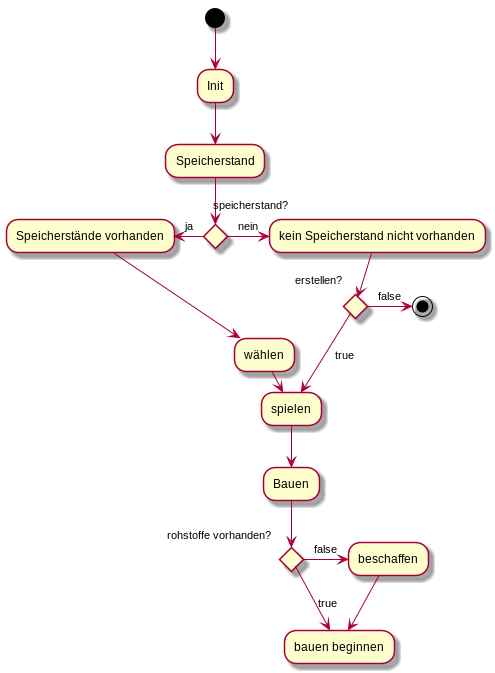 Init
Speicherstand
speicherstand?
ja
nein
Speicherstände vorhanden
kein Speicherstand nicht vorhanden
erstellen?
false
wählen
true
spielen
Bauen
rohstoffe vorhanden?
false
beschaffen
true
bauen beginnen